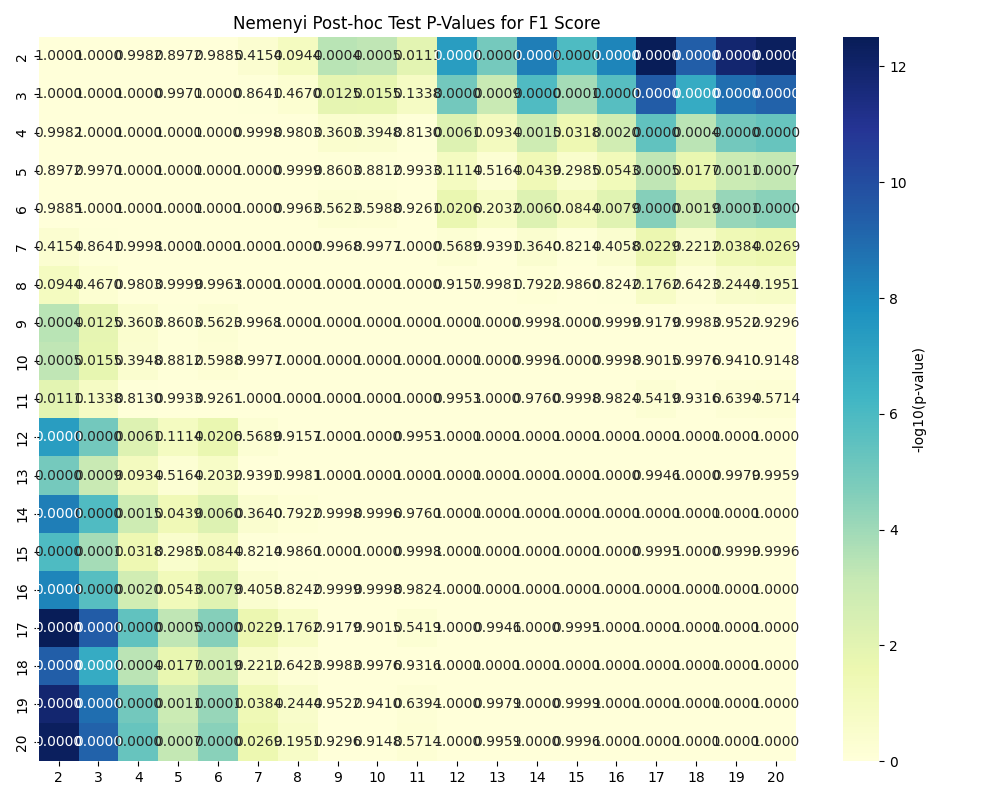 Nemenyi Post-hoc Test P-Values for F1 Score
2 1.0000 1.0000 0.9982 0.8972 0.9885 0.4154 0.0944 0.0004 0.0005 0.0111 0.0000 0.0000 0.0000 0.0000 0.0000 0.0000 0.0000 0.0000 0.0000
3 1.0000 1.0000 1.0000 0.9971 1.0000 0.8641 0.4670 0.0125 0.0155 0.1338 0.0000 0.0009 0.0000 0.0001 0.0000 0.0000 0.0000 0.0000 0.0000
4 0.9982 1.0000 1.0000 1.0000 1.0000 0.9998 0.9803 0.3603 0.3948 0.8130 0.0061 0.0934 0.0015 0.0318 0.0020 0.0000 0.0004 0.0000 0.0000
5 0.8972 0.9971 1.0000 1.0000 1.0000 1.0000 0.9999 0.8603 0.8812 0.9933 0.1114 0.5164 0.0439 0.2985 0.0543 0.0005 0.0177 0.0011 0.0007
6 0.9885 1.0000 1.0000 1.0000 1.0000 1.0000 0.9963 0.5623 0.5988 0.9261 0.0206 0.2032 0.0060 0.0844 0.0079 0.0000 0.0019 0.0001 0.0000
7 0.4154 0.8641 0.9998 1.0000 1.0000 1.0000 1.0000 0.9968 0.9977 1.0000 0.5689 0.9391 0.3640 0.8214 0.4058 0.0229 0.2212 0.0384 0.0269
8 0.0944 0.4670 0.9803 0.9999 0.9963 1.0000 1.0000 1.0000 1.0000 1.0000 0.9157 0.9981 0.7922 0.9860 0.8242 0.1762 0.6423 0.2444 0.1951
9 0.0004 0.0125 0.3603 0.8603 0.5623 0.9968 1.0000 1.0000 1.0000 1.0000 1.0000 1.0000 0.9998 1.0000 0.9999 0.9179 0.9983 0.9522 0.9296
10 0.0005 0.0155 0.3948 0.8812 0.5988 0.9977 1.0000 1.0000 1.0000 1.0000 1.0000 1.0000 0.9996 1.0000 0.9998 0.9015 0.9976 0.9410 0.9148
11 0.0111 0.1338 0.8130 0.9933 0.9261 1.0000 1.0000 1.0000 1.0000 1.0000 0.9953 1.0000 0.9760 0.9998 0.9824 0.5419 0.9316 0.6394 0.5714
12 0.0000 0.0000 0.0061 0.1114 0.0206 0.5689 0.9157 1.0000 1.0000 0.9953 1.0000 1.0000 1.0000 1.0000 1.0000 1.0000 1.0000 1.0000 1.0000
13 0.0000 0.0009 0.0934 0.5164 0.2032 0.9391 0.9981 1.0000 1.0000 1.0000 1.0000 1.0000 1.0000 1.0000 1.0000 0.9946 1.0000 0.9979 0.9959
14 0.0000 0.0000 0.0015 0.0439 0.0060 0.3640 0.7922 0.9998 0.9996 0.9760 1.0000 1.0000 1.0000 1.0000 1.0000 1.0000 1.0000 1.0000 1.0000
15 0.0000 0.0001 0.0318 0.2985 0.0844 0.8214 0.9860 1.0000 1.0000 0.9998 1.0000 1.0000 1.0000 1.0000 1.0000 0.9995 1.0000 0.9999 0.9996
16 0.0000 0.0000 0.0020 0.0543 0.0079 0.4058 0.8242 0.9999 0.9998 0.9824 1.0000 1.0000 1.0000 1.0000 1.0000 1.0000 1.0000 1.0000 1.0000
17 0.0000 0.0000 0.0000 0.0005 0.0000 0.0229 0.1762 0.9179 0.9015 0.5419 1.0000 0.9946 1.0000 0.9995 1.0000 1.0000 1.0000 1.0000 1.0000
18 0.0000 0.0000 0.0004 0.0177 0.0019 0.2212 0.6423 0.9983 0.9976 0.9316 1.0000 1.0000 1.0000 1.0000 1.0000 1.0000 1.0000 1.0000 1.0000
19 0.0000 0.0000 0.0000 0.0011 0.0001 0.0384 0.2444 0.9522 0.9410 0.6394 1.0000 0.9979 1.0000 0.9999 1.0000 1.0000 1.0000 1.0000 1.0000
20 0.0000 0.0000 0.0000 0.0007 0.0000 0.0269 0.1951 0.9296 0.9148 0.5714 1.0000 0.9959 1.0000 0.9996 1.0000 1.0000 1.0000 1.0000 1.0000
2 3 4 5 6 7 8 9 10 11 12 13 14 15 16 17 18 19 20
12
10
8
6
4
2
0
-log10(p-value)